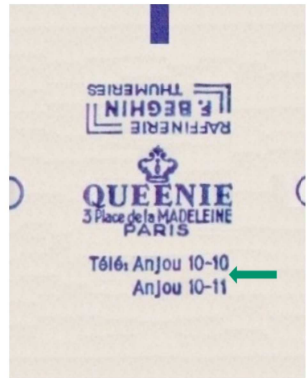 RAFFINERIE
F. BEGHIN
THUMERIES
QUEENIE
3 Place de la MADELEINE
PARIS
Télé: Anjou 10-10
Anjou 10-11